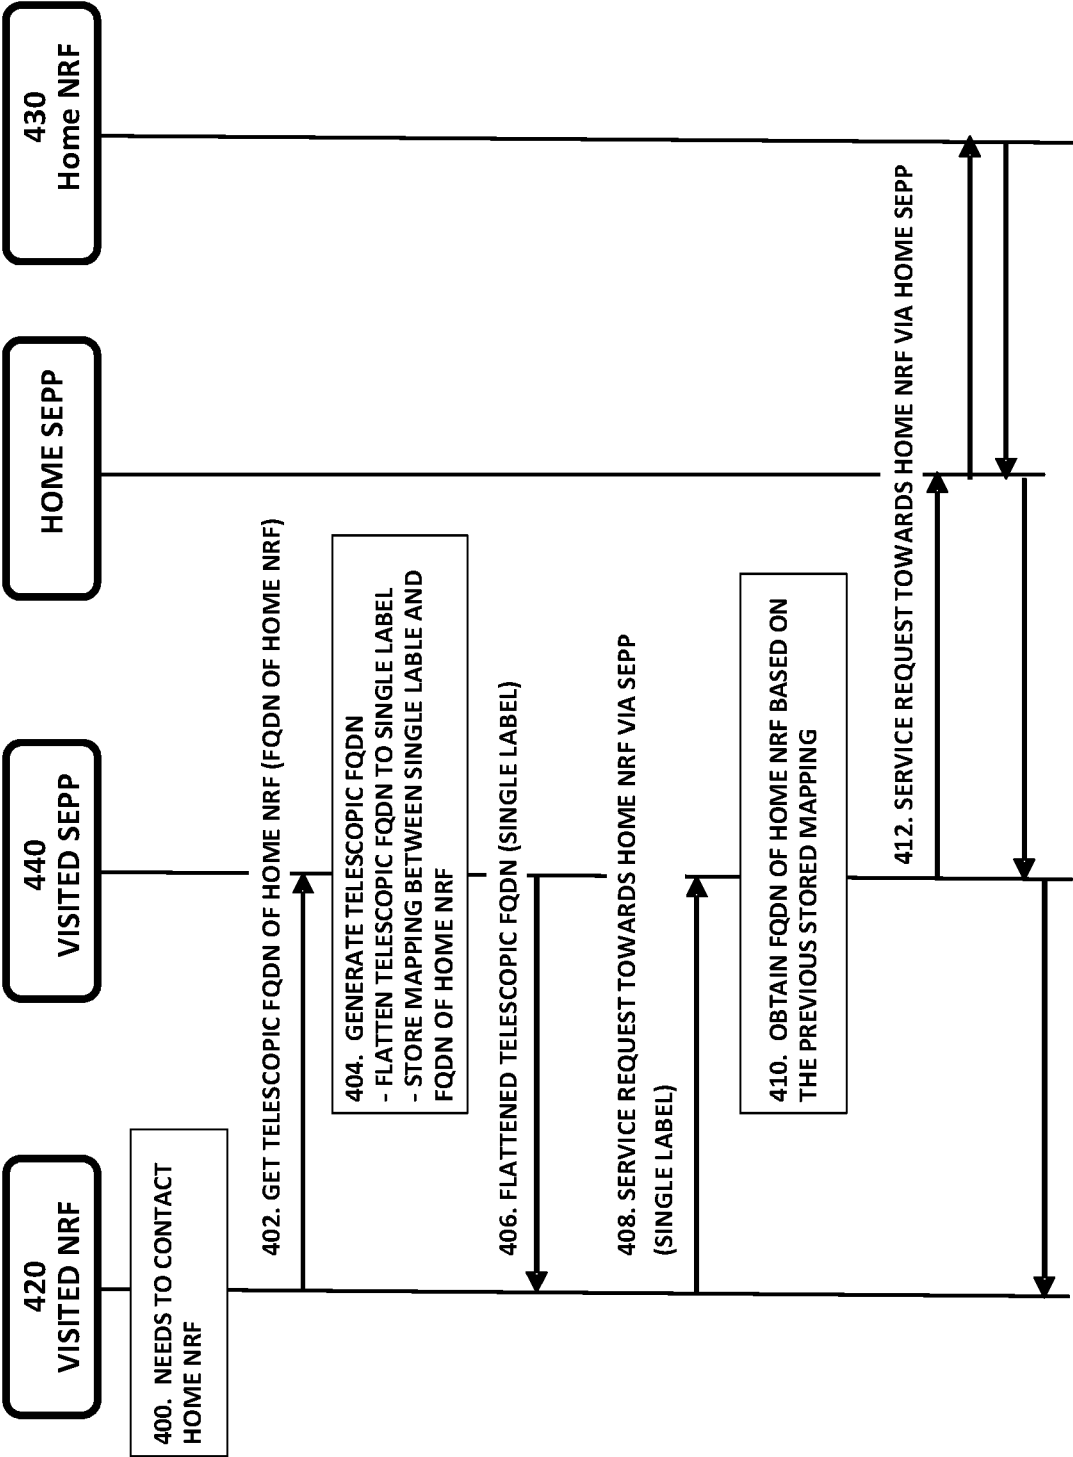 420
VISITED NRF
440
VISITED SEPP
HOME SEPP
430
Home NRF
400. NEEDS TO CONTACT
HOME NRF
402. GET TELESCOPIC FQDN OF HOME NRF (FQDN OF HOME NRF)
404. GENERATE TELESCOPIC FQDN
- FLATTEN TELESCOPIC FQDN TO SINGLE LABEL
- STORE MAPPING BETWEEN SINGLE LABLE AND
FQDN OF HOME NRF
406. FLATTENED TELESCOPIC FQDN (SINGLE LABEL)
408. SERVICE REQUEST TOWARDS HOME NRF VIA SEPP
(SINGLE LABEL)
410. OBTAIN FQDN OF HOME NRF BASED ON
THE PREVIOUS STORED MAPPING
412. SERVICE REQUEST TOWARDS HOME NRF VIA HOME SEPP